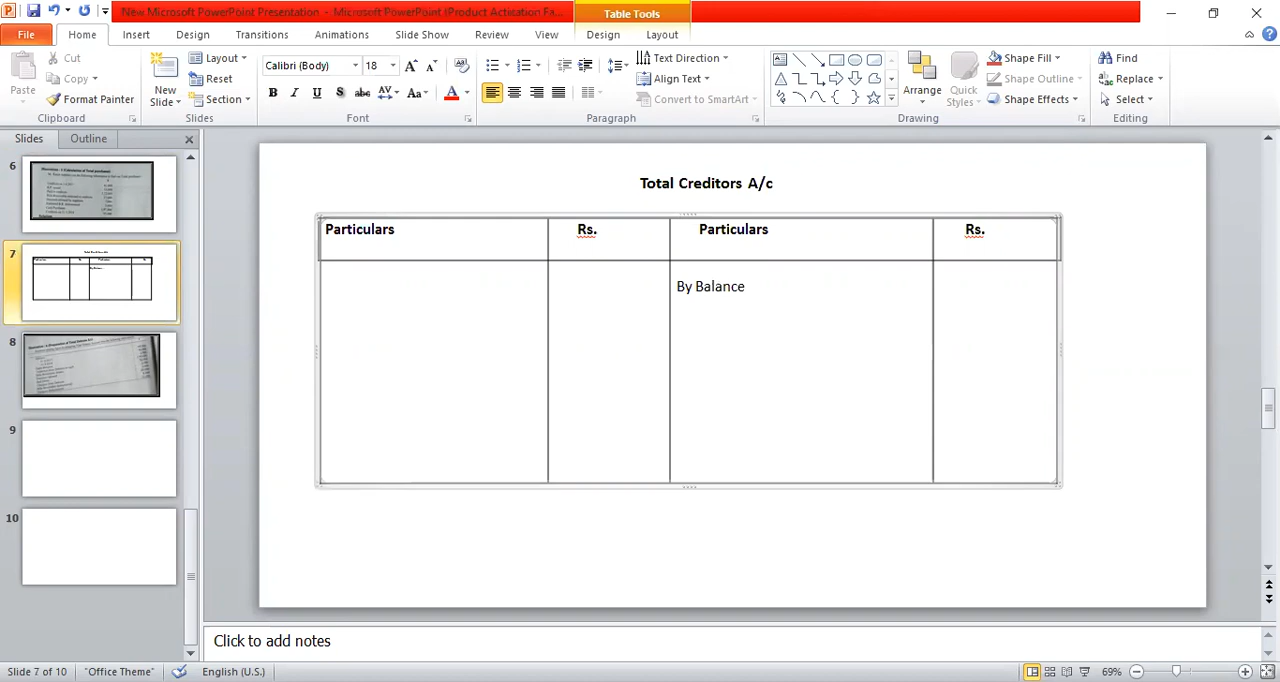 New Microsoft PowerPoint Presentation - Microsoft PowerPoint (Product Activation Fa...
Table Tools
File Home Insert Design Transitions Animations Slide Show Review View Design Layout
Paste
Cut
Copy
Format Painter
Clipboard
New Slide
Layout
Reset
Section
Slides
Calibri (Body) 18
B I U S abc AV Aa A
Font
Text Direction
Align Text
Convert to SmartArt
Paragraph
Arrange
Quick Styles
Shape Fill
Shape Outline
Shape Effects
Drawing
Find
Replace
Select
Editing
Slides Outline
6
7
8
9
10
Total Creditors A/c
Particulars Rs. Particulars Rs.
By Balance
Click to add notes
Slide 7 of 10 "Office Theme" English (U.S.) 69%